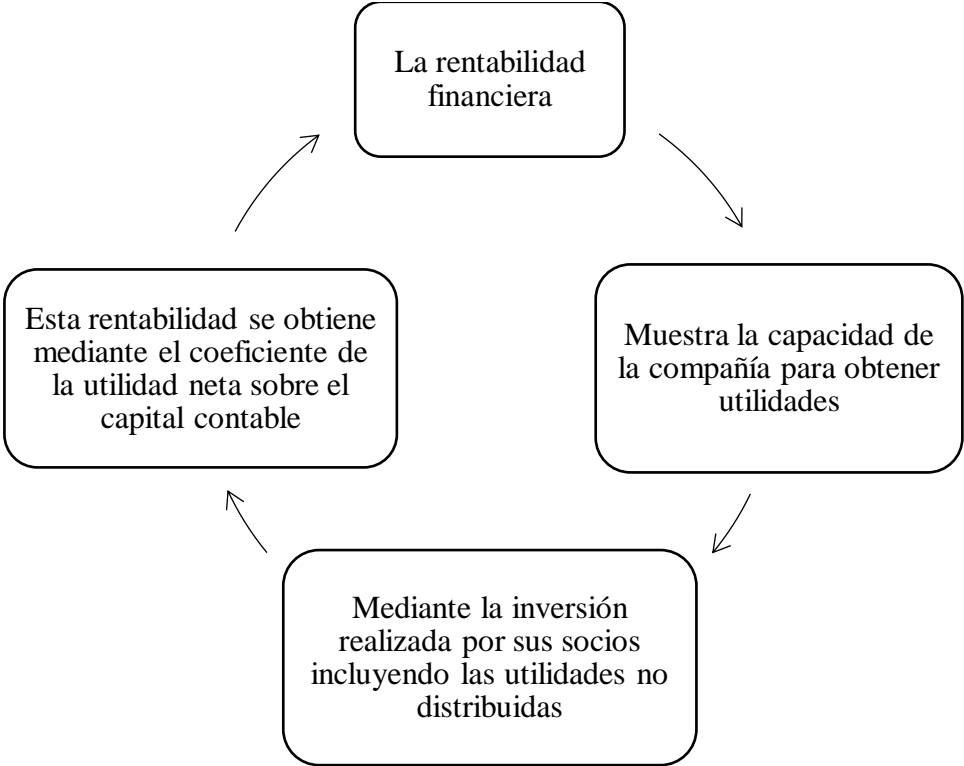 La rentabilidad
financiera
Muestra la capacidad de
la compañía para obtener
utilidades
Mediante la inversión
realizada por sus socios
incluyendo las utilidades no
distribuidas
Esta rentabilidad se obtiene
mediante el coeficiente de
la utilidad neta sobre el
capital contable